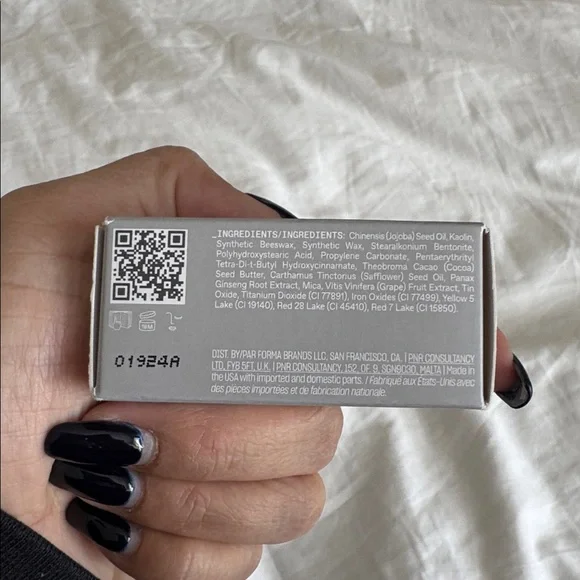 _INGREDIENTS/INGREDIENTS: Chinensis (Jojoba) Seed Oil, Kaolin,
Synthetic Beeswax, Synthetic Wax, Stearalkonium Bentonite,
Polyhydroxystearic Acid, Propylene Carbonate, Pentaerythrityl
Tetra-Di-t-Butyl Hydroxycinnamate, Theobroma Cacao (Cocoa)
Seed Butter, Carthamus Tinctorius (Safflower) Seed Oil, Panax
Ginseng Root Extract, Mica, Vitis Vinifera (Grape) Fruit Extract, Tin
Oxide, Titanium Dioxide (CI 77891), Iron Oxides (CI 77499), Yellow 5
Lake (CI 19140), Red 28 Lake (CI 45410), Red 7 Lake (CI 15850).
01924A
DIST. BY/PAR FORMA BRANDS LLC, SAN FRANCISCO, CA. | PNR CONSULTANCY
LTD, FY8 5FT, U.K. | PNR CONSULTANCY, 152, OF. 9, SGN9030, MALTA | Made in
the USA with imported and domestic parts. / Fabriqué aux États-Unis avec
des pièces importées et de fabrication nationale.